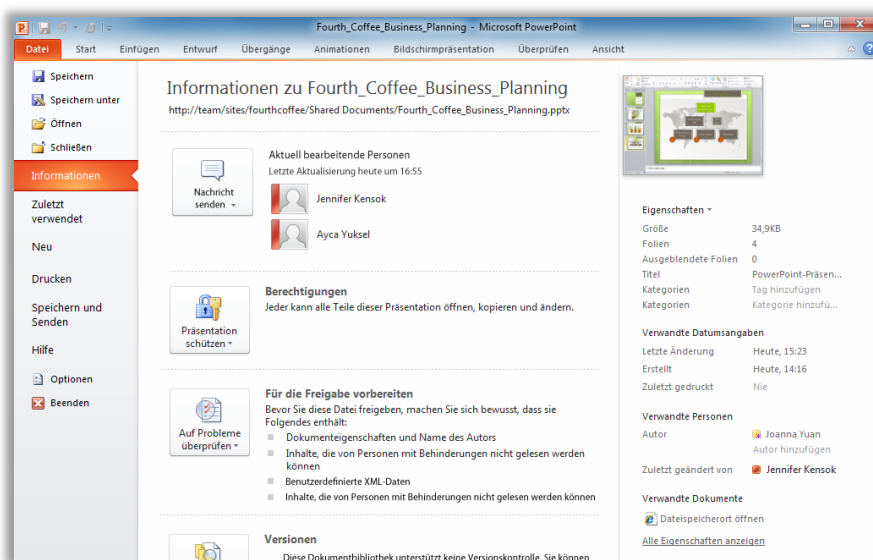 Fourth_Coffee_Business_Planning - Microsoft PowerPoint
Datei Start Einfügen Entwurf Übergänge Animationen Bildschirmpräsentation Überprüfen Ansicht
Speichern
Speichern unter
Öffnen
Schließen
Informationen
Zuletzt
verwendet
Neu
Drucken
Speichern und
Senden
Hilfe
Optionen
Beenden
Informationen zu Fourth_Coffee_Business_Planning
http://team/sites/fourthcoffee/Shared Documents/Fourth_Coffee_Business_Planning.pptx
Nachricht
senden
Aktuell bearbeitende Personen
Letzte Aktualisierung heute um 16:55
Jennifer Kensok
Ayca Yuksel
Präsentation
schützen
Berechtigungen
Jeder kann alle Teile dieser Präsentation öffnen, kopieren und ändern.
Auf Probleme
überprüfen
Für die Freigabe vorbereiten
Bevor Sie diese Datei freigeben, machen Sie sich bewusst, dass sie
Folgendes enthält:
Dokumenteigenschaften und Name des Autors
Inhalte, die von Personen mit Behinderungen nicht gelesen werden
können
Benutzerdefinierte XML-Daten
Inhalte, die von Personen mit Behinderungen nicht gelesen werden können
Versionen
Diese Dokumentbibliothek unterstützt keine Versionskontrolle. Sie können
Eigenschaften
Größe 34,9KB
Folien 4
Ausgeblendete Folien 0
Titel PowerPoint-Präsen...
Kategorien Tag hinzufügen
Kategorien Kategorie hinzufü...
Verwandte Datumsangaben
Letzte Änderung Heute, 15:23
Erstellt Heute, 14:16
Zuletzt gedruckt Nie
Verwandte Personen
Autor Joanna Yuan
Autor hinzufügen
Zuletzt geändert von Jennifer Kensok
Verwandte Dokumente
Dateispeicherort öffnen
Alle Eigenschaften anzeigen